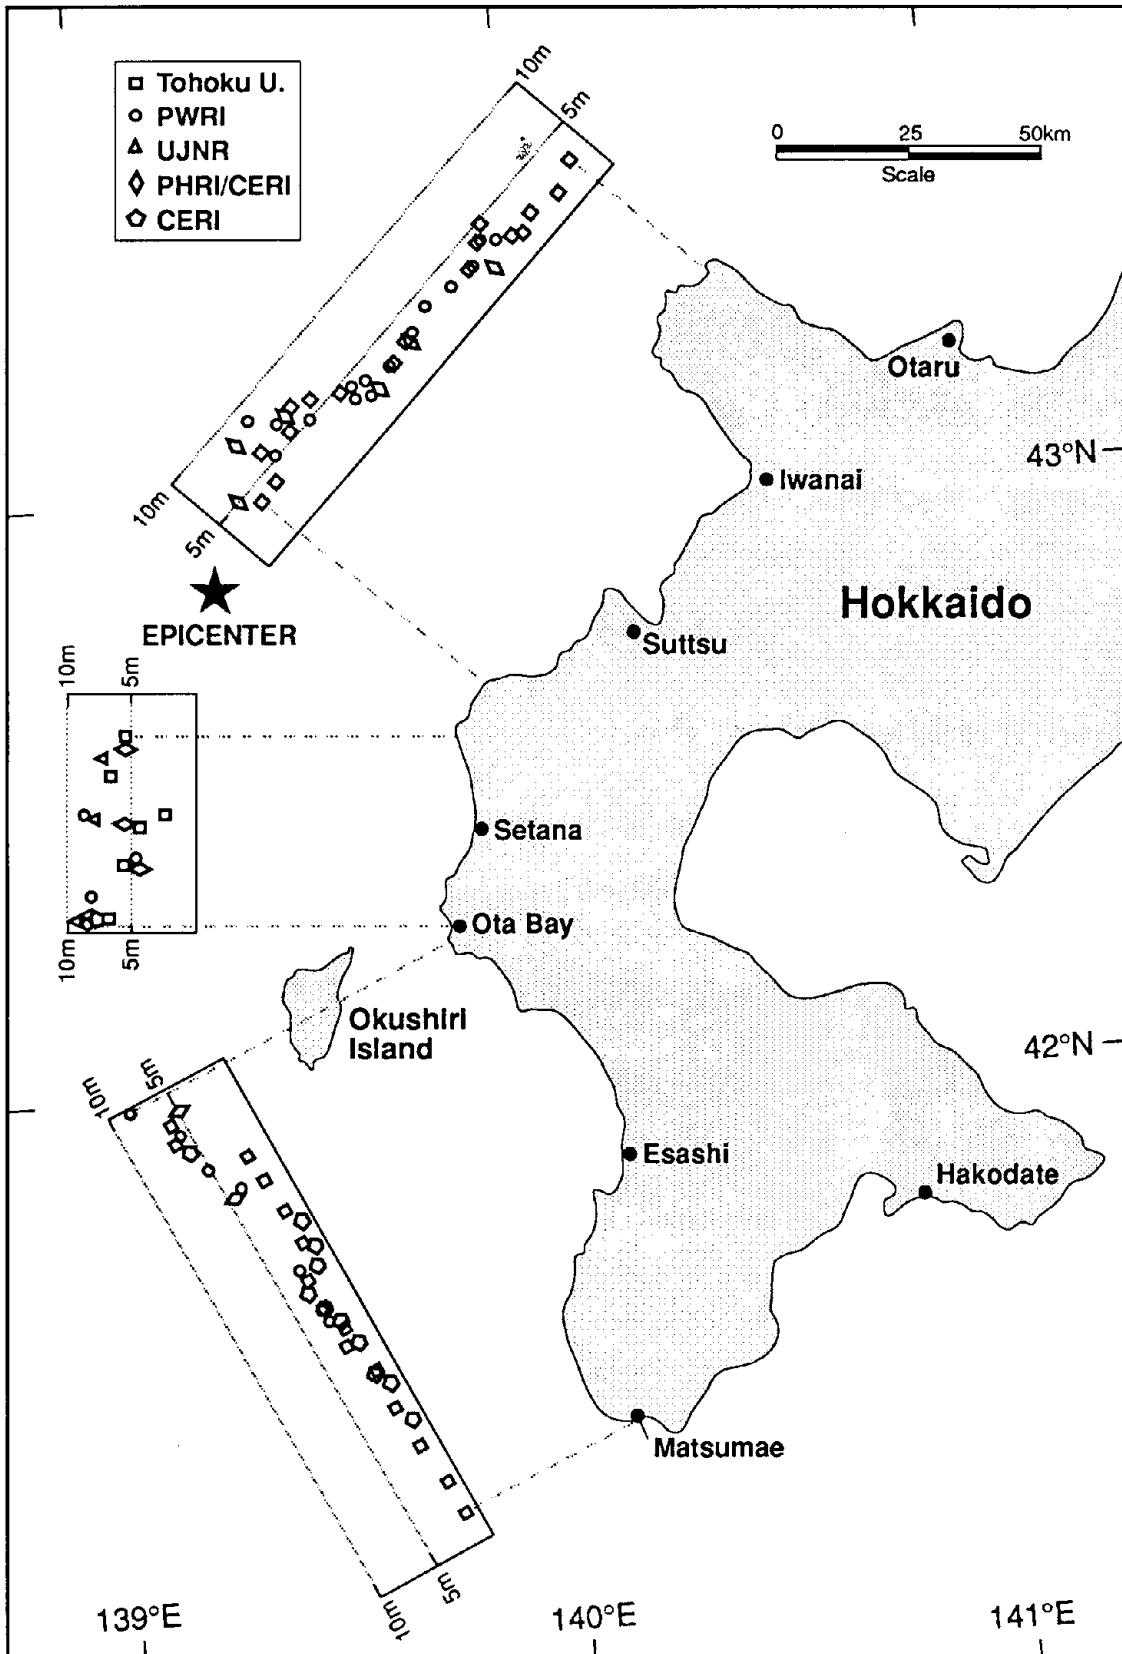 Tohoku U.
PWRI
UJNR
PHRI/CERI
CERI
10m
5m
0 25 50km
Scale
Otaru
43°N
Iwanai
10m
5m
Hokkaido
EPICENTER
Suttsu
10m
5m
Setana
Ota Bay
10m
5m
Okushiri
Island
42°N
10m
5m
Esashi
Hakodate
Matsumae
10m
5m
139°E
140°E
141°E